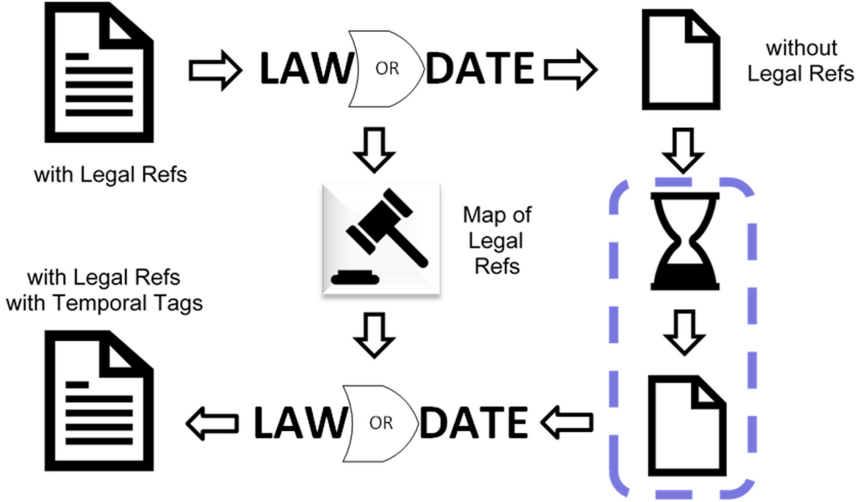 LAW OR DATE
without
Legal Refs
with Legal Refs
Map of
Legal
Refs
with Legal Refs
with Temporal Tags
LAW OR DATE